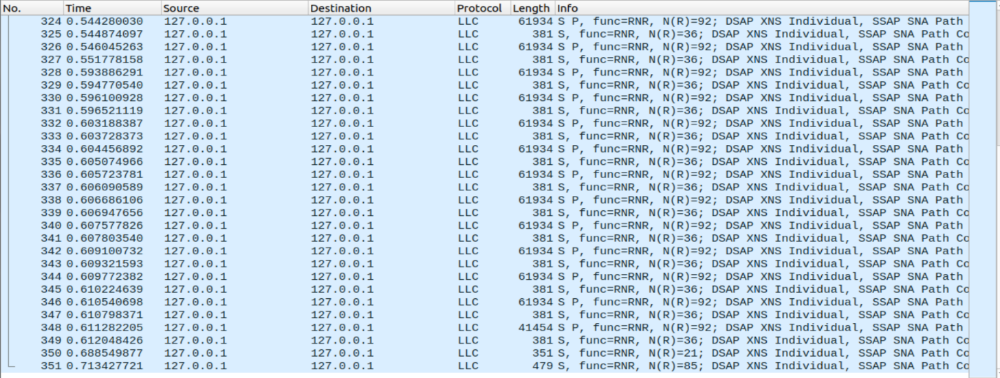 No. Time Source Destination Protocol Length Info
324 0.544280030 127.0.0.1 127.0.0.1 LLC 61934 S P, func=RNR, N(R)=92; DSAP XNS Individual, SSAP SNA Path
325 0.544874097 127.0.0.1 127.0.0.1 LLC 381 S, func=RNR, N(R)=36; DSAP XNS Individual, SSAP SNA Path Co
326 0.546045263 127.0.0.1 127.0.0.1 LLC 61934 S P, func=RNR, N(R)=92; DSAP XNS Individual, SSAP SNA Path
327 0.551778158 127.0.0.1 127.0.0.1 LLC 381 S, func=RNR, N(R)=36; DSAP XNS Individual, SSAP SNA Path Co
328 0.593886291 127.0.0.1 127.0.0.1 LLC 61934 S P, func=RNR, N(R)=92; DSAP XNS Individual, SSAP SNA Path
329 0.594770540 127.0.0.1 127.0.0.1 LLC 381 S, func=RNR, N(R)=36; DSAP XNS Individual, SSAP SNA Path Co
330 0.596100928 127.0.0.1 127.0.0.1 LLC 61934 S P, func=RNR, N(R)=92; DSAP XNS Individual, SSAP SNA Path
331 0.596521119 127.0.0.1 127.0.0.1 LLC 381 S, func=RNR, N(R)=36; DSAP XNS Individual, SSAP SNA Path Co
332 0.603188387 127.0.0.1 127.0.0.1 LLC 61934 S P, func=RNR, N(R)=92; DSAP XNS Individual, SSAP SNA Path
333 0.603728373 127.0.0.1 127.0.0.1 LLC 381 S, func=RNR, N(R)=36; DSAP XNS Individual, SSAP SNA Path Co
334 0.604456892 127.0.0.1 127.0.0.1 LLC 61934 S P, func=RNR, N(R)=92; DSAP XNS Individual, SSAP SNA Path
335 0.605074966 127.0.0.1 127.0.0.1 LLC 381 S, func=RNR, N(R)=36; DSAP XNS Individual, SSAP SNA Path Co
336 0.605723781 127.0.0.1 127.0.0.1 LLC 61934 S P, func=RNR, N(R)=92; DSAP XNS Individual, SSAP SNA Path
337 0.606090589 127.0.0.1 127.0.0.1 LLC 381 S, func=RNR, N(R)=36; DSAP XNS Individual, SSAP SNA Path Co
338 0.606686106 127.0.0.1 127.0.0.1 LLC 61934 S P, func=RNR, N(R)=92; DSAP XNS Individual, SSAP SNA Path
339 0.606947656 127.0.0.1 127.0.0.1 LLC 381 S, func=RNR, N(R)=36; DSAP XNS Individual, SSAP SNA Path Co
340 0.607577826 127.0.0.1 127.0.0.1 LLC 61934 S P, func=RNR, N(R)=92; DSAP XNS Individual, SSAP SNA Path
341 0.607803540 127.0.0.1 127.0.0.1 LLC 381 S, func=RNR, N(R)=36; DSAP XNS Individual, SSAP SNA Path Co
342 0.609100732 127.0.0.1 127.0.0.1 LLC 61934 S P, func=RNR, N(R)=92; DSAP XNS Individual, SSAP SNA Path
343 0.609321593 127.0.0.1 127.0.0.1 LLC 381 S, func=RNR, N(R)=36; DSAP XNS Individual, SSAP SNA Path Co
344 0.609772382 127.0.0.1 127.0.0.1 LLC 61934 S P, func=RNR, N(R)=92; DSAP XNS Individual, SSAP SNA Path
345 0.610224639 127.0.0.1 127.0.0.1 LLC 381 S, func=RNR, N(R)=36; DSAP XNS Individual, SSAP SNA Path Co
346 0.610540698 127.0.0.1 127.0.0.1 LLC 61934 S P, func=RNR, N(R)=92; DSAP XNS Individual, SSAP SNA Path
347 0.610798371 127.0.0.1 127.0.0.1 LLC 381 S, func=RNR, N(R)=36; DSAP XNS Individual, SSAP SNA Path Co
348 0.611282205 127.0.0.1 127.0.0.1 LLC 41454 S P, func=RNR, N(R)=92; DSAP XNS Individual, SSAP SNA Path
349 0.612048426 127.0.0.1 127.0.0.1 LLC 381 S, func=RNR, N(R)=36; DSAP XNS Individual, SSAP SNA Path Co
350 0.688549877 127.0.0.1 127.0.0.1 LLC 351 S, func=RNR, N(R)=21; DSAP XNS Individual, SSAP SNA Path Co
351 0.713427721 127.0.0.1 127.0.0.1 LLC 479 S, func=RNR, N(R)=85; DSAP XNS Individual, SSAP SNA Path Co